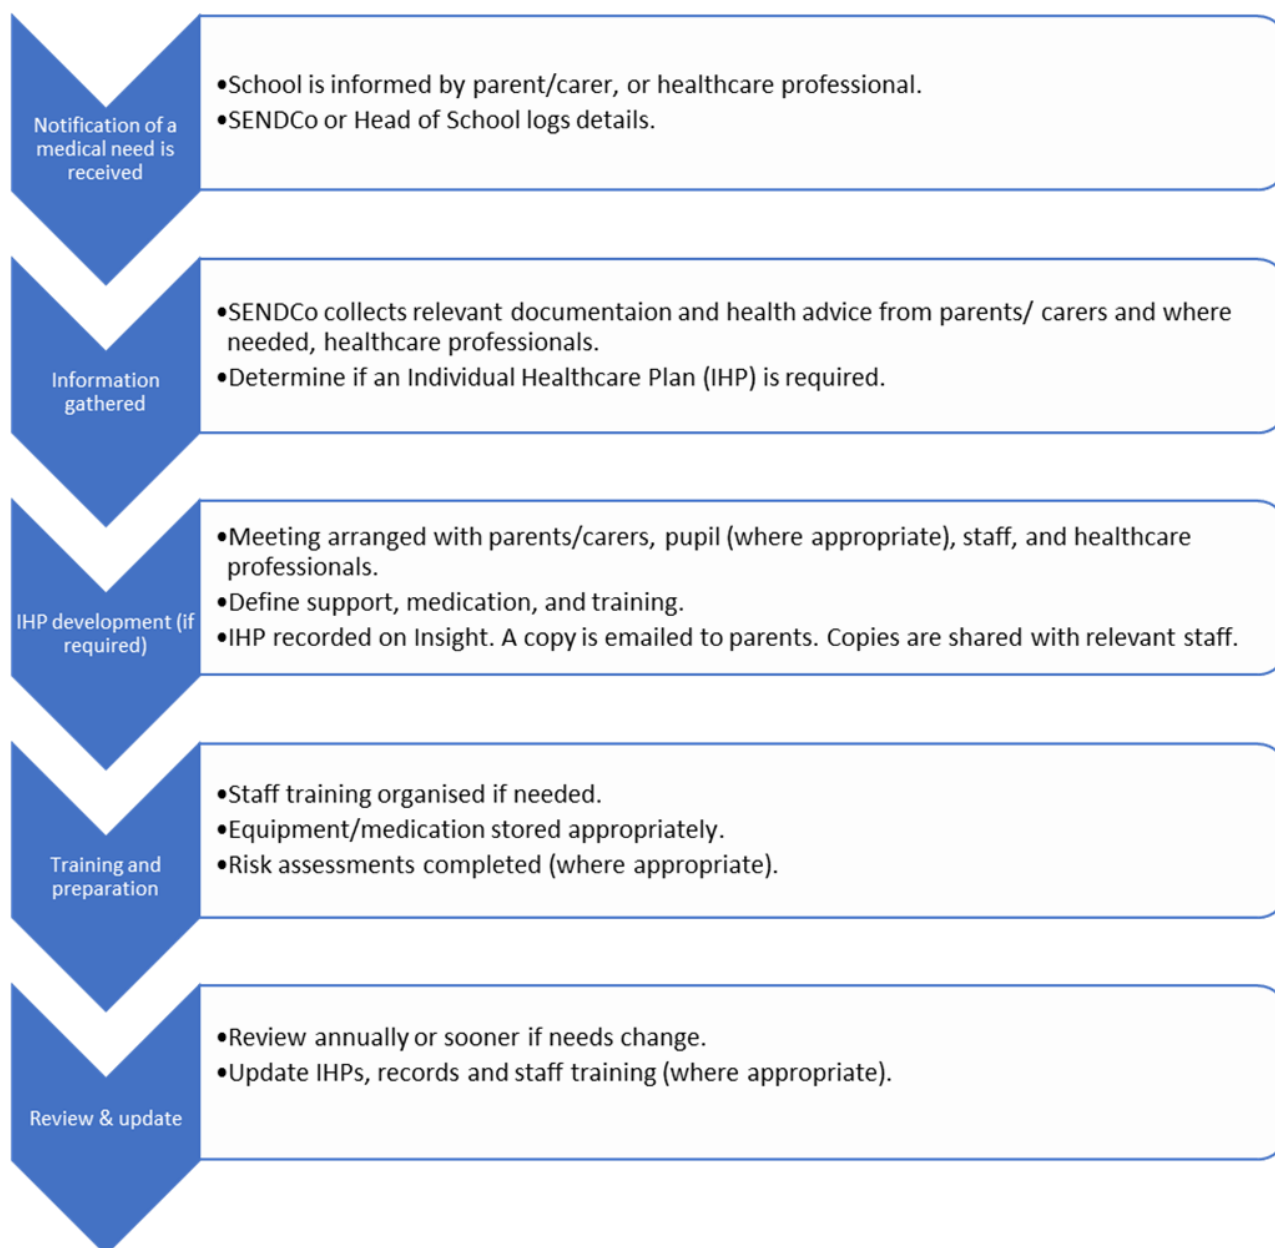 Notification of a
medical need is
received
•School is informed by parent/carer, or healthcare professional.
•SENDCo or Head of School logs details.
Information
gathered
•SENDCo collects relevant documentaion and health advice from parents/ carers and where
needed, healthcare professionals.
•Determine if an Individual Healthcare Plan (IHP) is required.
IHP development (if
required)
•Meeting arranged with parents/carers, pupil (where appropriate), staff, and healthcare
professionals.
•Define support, medication, and training.
•IHP recorded on Insight. A copy is emailed to parents. Copies are shared with relevant staff.
Training and
preparation
•Staff training organised if needed.
•Equipment/medication stored appropriately.
•Risk assessments completed (where appropriate).
Review & update
•Review annually or sooner if needs change.
•Update IHPs, records and staff training (where appropriate).